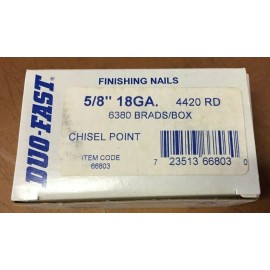 DUO-FAST®
FINISHING NAILS
5/8" 18GA. 4420 RD
6380 BRADS/BOX
CHISEL POINT
ITEM CODE
66803
7 23513 66803 0